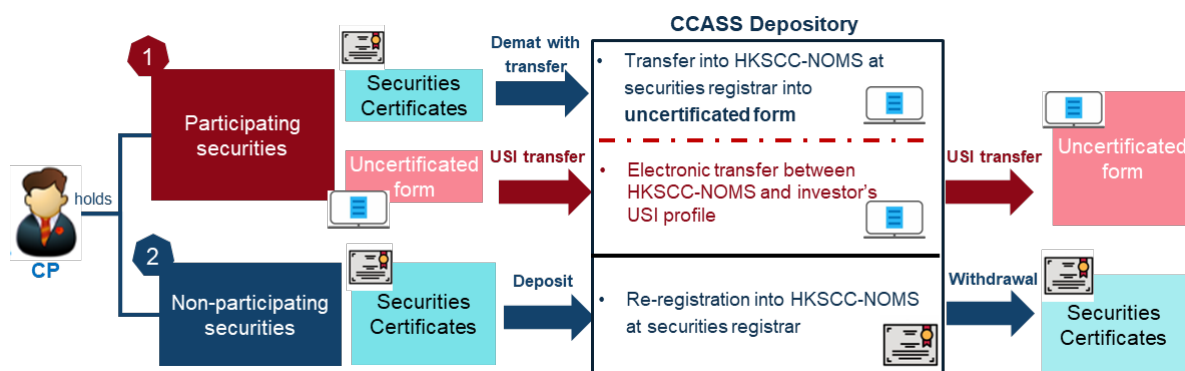 CCASS Depository
1
Participating
securities
Securities
Certificates
Demat with
transfer
• Transfer into HKSCC-NOMS at
securities registrar into
uncertificated form
Uncertificated
form
USI transfer
• Electronic transfer between
HKSCC-NOMS and investor's
USI profile
USI transfer
Uncertificated
form
holds
CP
2
Non-participating
securities
Securities
Certificates
Deposit
• Re-registration into HKSCC-NOMS
at securities registrar
Withdrawal
Securities
Certificates